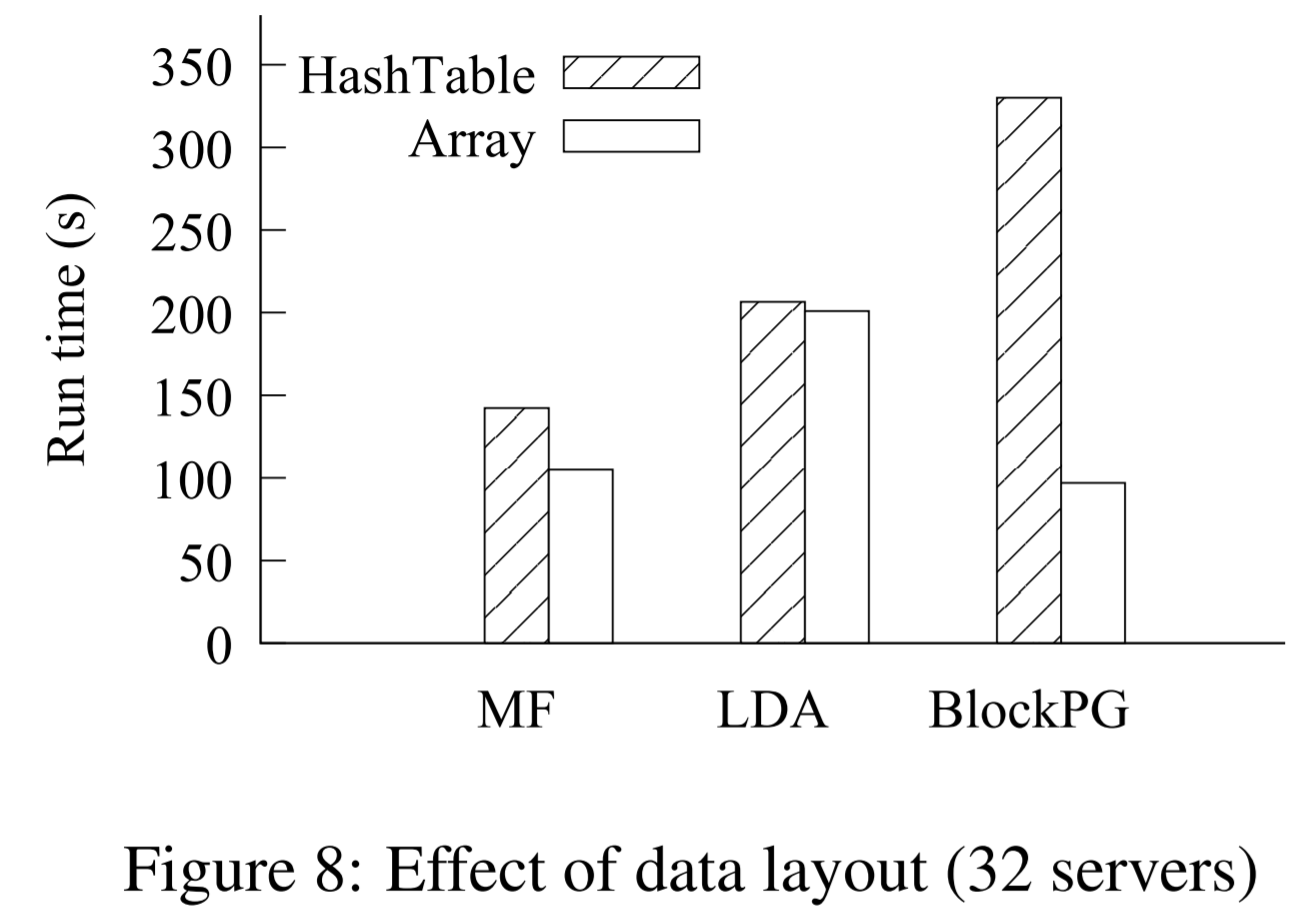 350
HashTable
Array
300
250
200
150
100
50
0
Run time (s)
MF LDA BlockPG
Figure 8: Effect of data layout (32 servers)